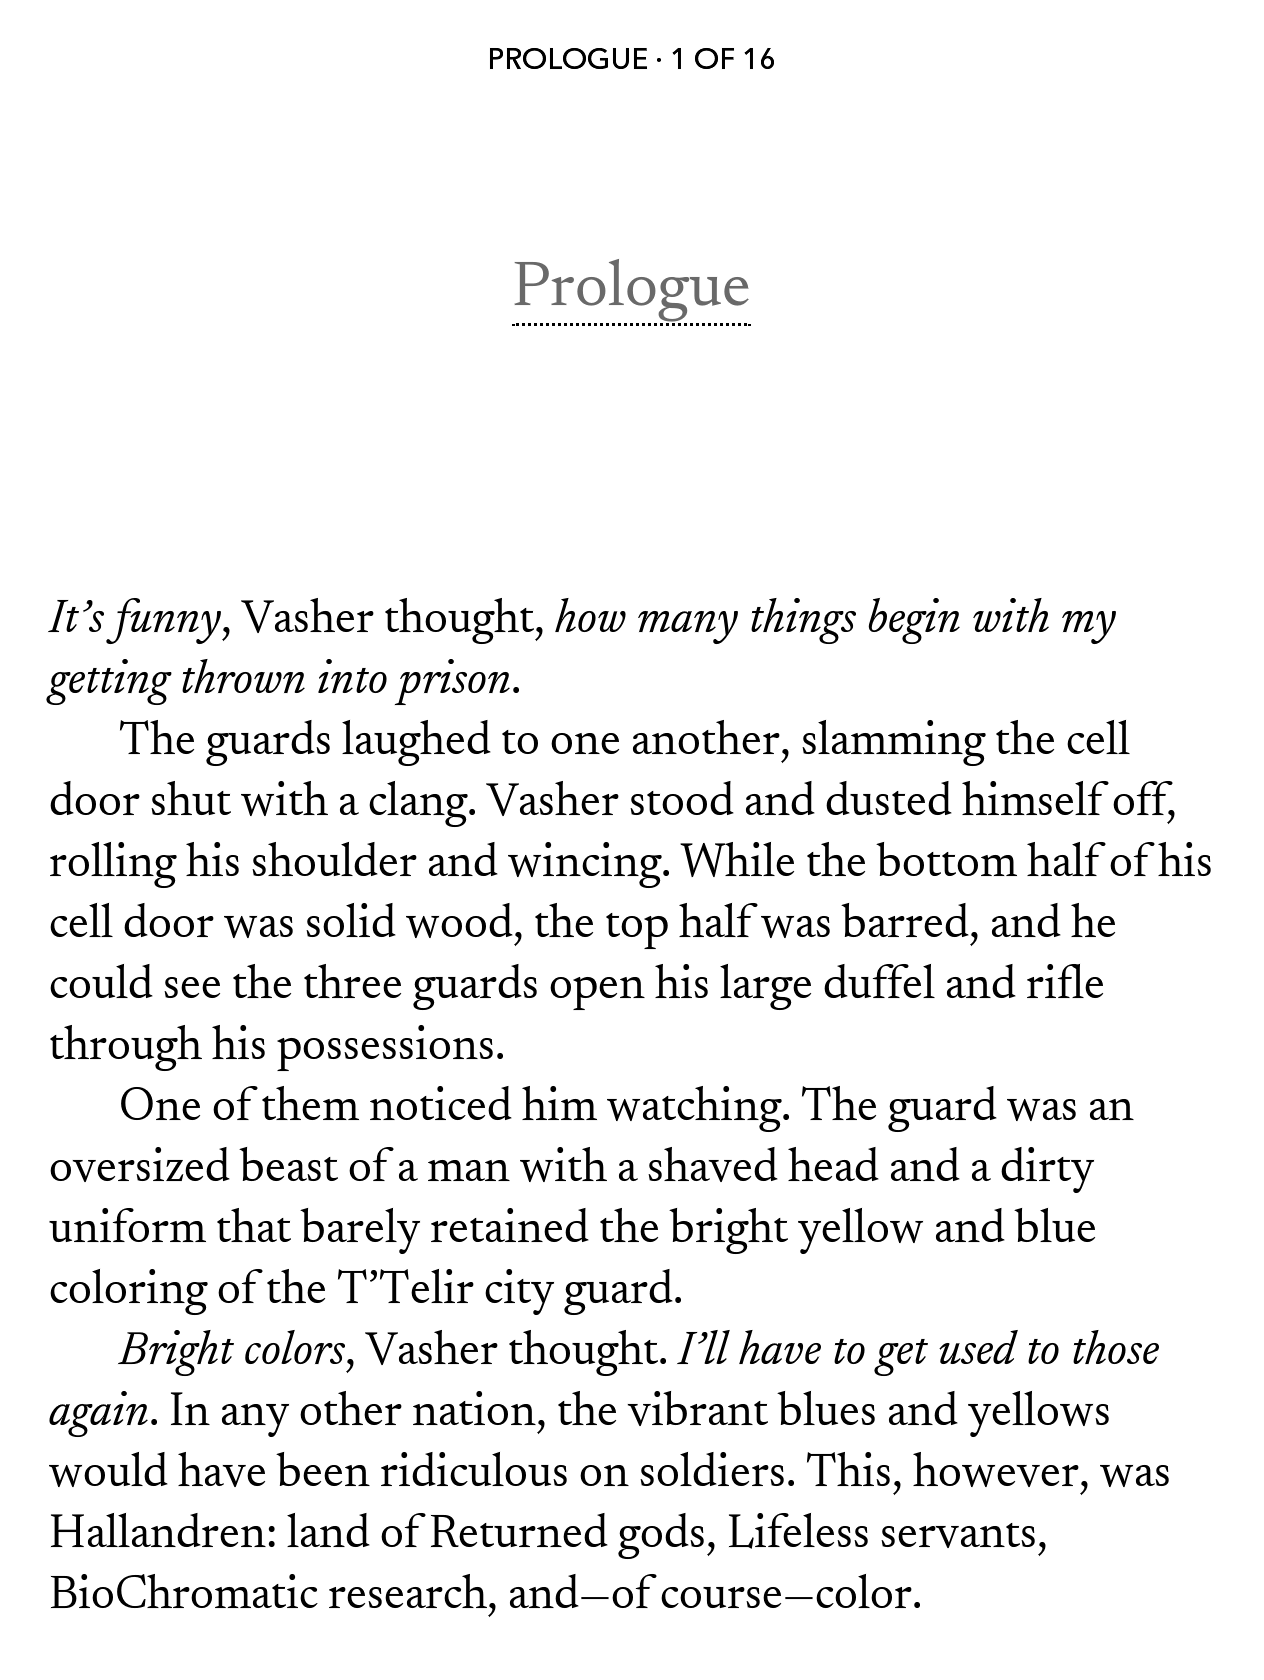 PROLOGUE · 1 OF 16
Prologue
It’s funny, Vasher thought, how many things begin with my
getting thrown into prison.
The guards laughed to one another, slamming the cell
door shut with a clang. Vasher stood and dusted himself off,
rolling his shoulder and wincing. While the bottom half of his
cell door was solid wood, the top half was barred, and he
could see the three guards open his large duffel and rifle
through his possessions.
One of them noticed him watching. The guard was an
oversized beast of a man with a shaved head and a dirty
uniform that barely retained the bright yellow and blue
coloring of the T’Telir city guard.
Bright colors, Vasher thought. I’ll have to get used to those
again. In any other nation, the vibrant blues and yellows
would have been ridiculous on soldiers. This, however, was
Hallandren: land of Returned gods, Lifeless servants,
BioChromatic research, and—of course—color.